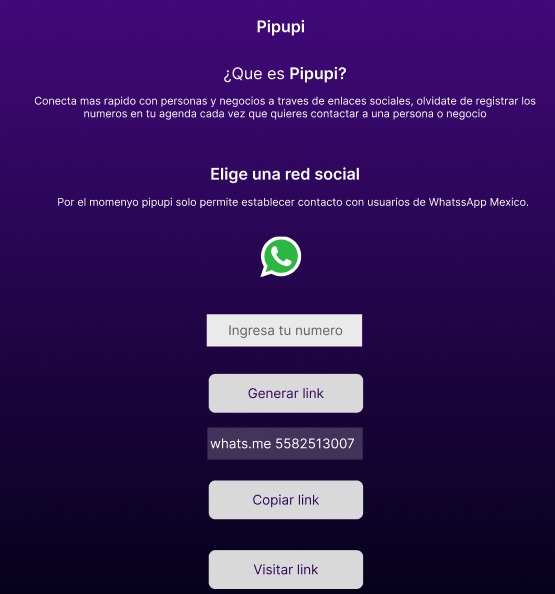 Pipupi
¿Que es Pipupi?
Conecta mas rapido con personas y negocios a traves de enlaces sociales, olvidate de registrar los
numeros en tu agenda cada vez que quieres contactar a una persona o negocio
Elige una red social
Por el momenyo pipupi solo permite establecer contacto con usuarios de WhatssApp Mexico.
Ingresa tu numero
Generar link
whats.me 5582513007
Copiar link
Visitar link